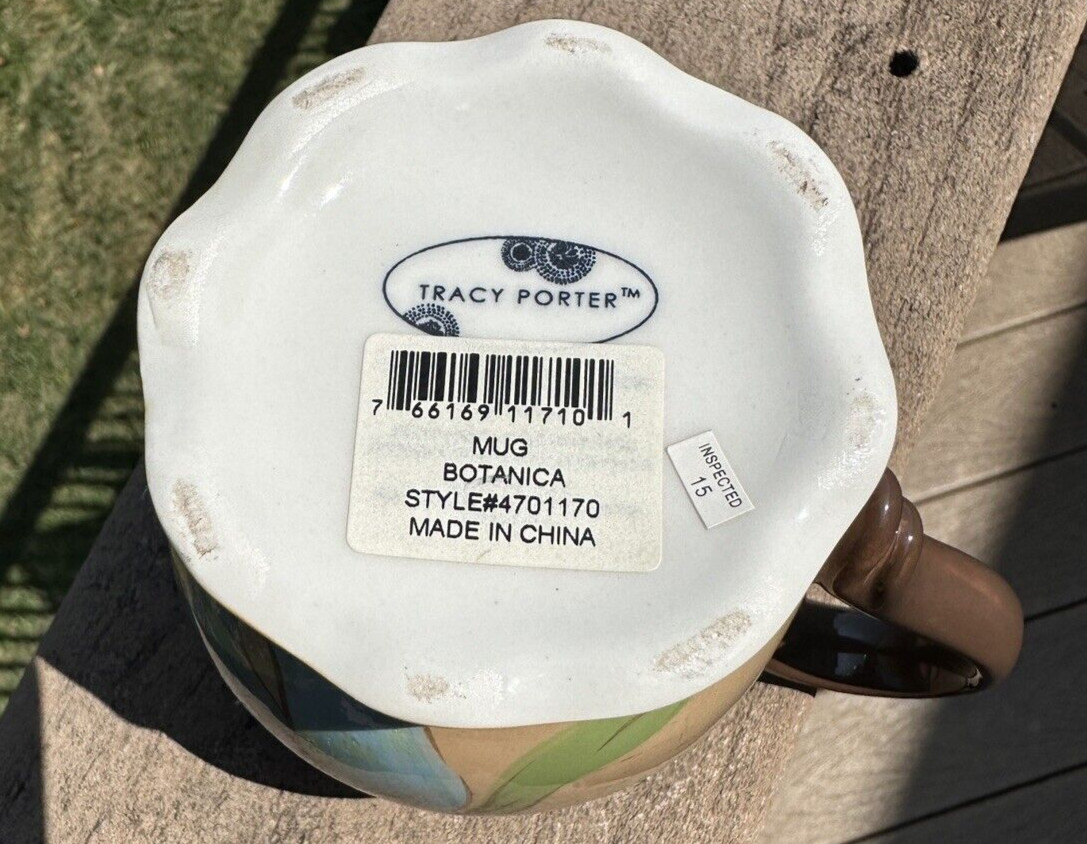 TRACY PORTER™
7 66169 11710 1
MUG
BOTANICA
STYLE#4701170
MADE IN CHINA
INSPECTED
15